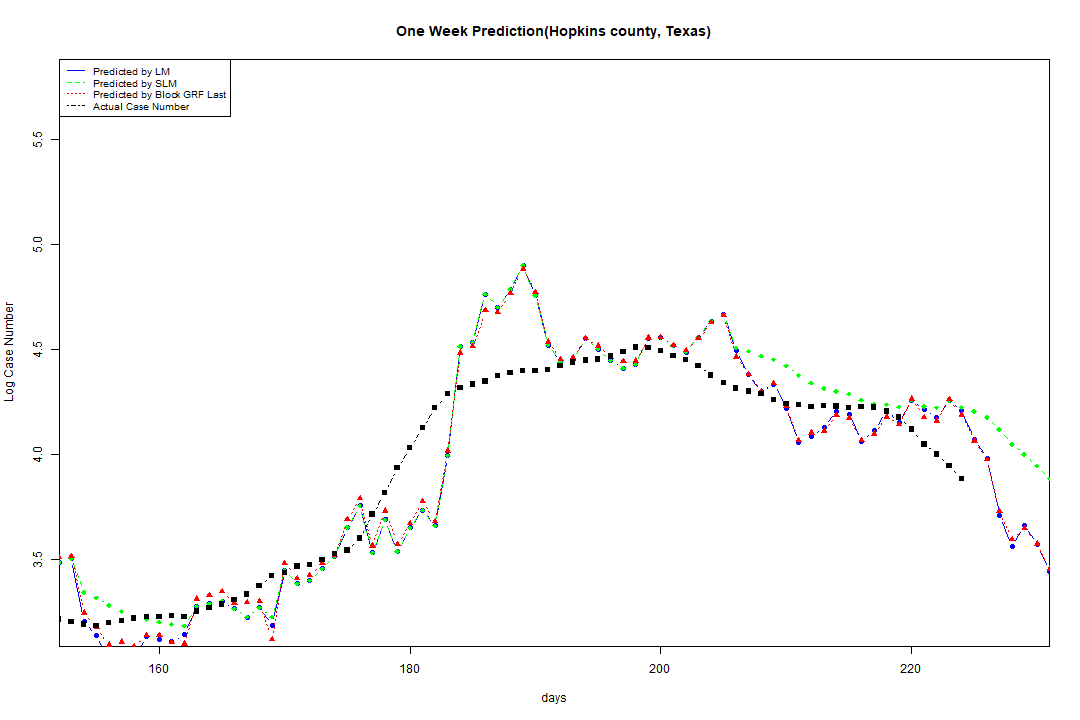 One Week Prediction(Hopkins county, Texas)
Predicted by LM
Predicted by SLM
Predicted by Block GRF Last
Actual Case Number
5.5
5.0
4.5
4.0
3.5
Log Case Number
160 180 200 220
days